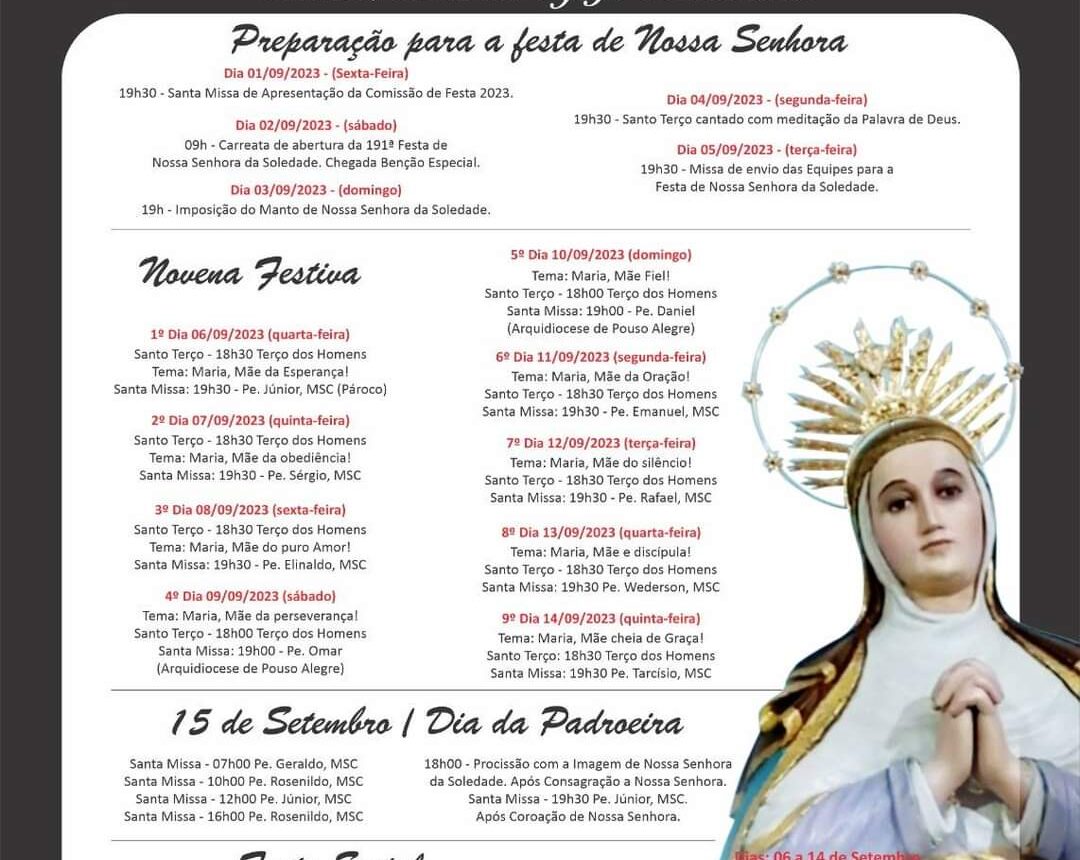 Preparação para a festa de Nossa Senhora
Dia 01/09/2023 - (Sexta-Feira)
19h30 - Santa Missa de Apresentação da Comissão de Festa 2023.
Dia 02/09/2023 - (sábado)
09h - Carreata de abertura da 191ª Festa de
Nossa Senhora da Soledade. Chegada Benção Especial.
Dia 03/09/2023 - (domingo)
19h - Imposição do Manto de Nossa Senhora da Soledade.
Dia 04/09/2023 - (segunda-feira)
19h30 - Santo Terço cantado com meditação da Palavra de Deus.
Dia 05/09/2023 - (terça-feira)
19h30 - Missa de envio das Equipes para a
Festa de Nossa Senhora da Soledade.
Novena Festiva
1º Dia 06/09/2023 (quarta-feira)
Santo Terço - 18h30 Terço dos Homens
Tema: Maria, Mãe da Esperança!
Santa Missa: 19h30 - Pe. Júnior, MSC (Pároco)
2º Dia 07/09/2023 (quinta-feira)
Santo Terço - 18h30 Terço dos Homens
Tema: Maria, Mãe da obediência!
Santa Missa: 19h30 - Pe. Sérgio, MSC
3º Dia 08/09/2023 (sexta-feira)
Santo Terço - 18h30 Terço dos Homens
Tema: Maria, Mãe do puro Amor!
Santa Missa: 19h30 - Pe. Elinaldo, MSC
4º Dia 09/09/2023 (sábado)
Tema: Maria, Mãe da perseverança!
Santo Terço - 18h00 Terço dos Homens
Santa Missa: 19h00 - Pe. Omar
(Arquidiocese de Pouso Alegre)
5º Dia 10/09/2023 (domingo)
Tema: Maria, Mãe Fiel!
Santo Terço - 18h00 Terço dos Homens
Santa Missa: 19h00 - Pe. Daniel
(Arquidiocese de Pouso Alegre)
6º Dia 11/09/2023 (segunda-feira)
Tema: Maria, Mãe da Oração!
Santo Terço - 18h30 Terço dos Homens
Santa Missa: 19h30 - Pe. Emanuel, MSC
7º Dia 12/09/2023 (terça-feira)
Tema: Maria, Mãe do silêncio!
Santo Terço - 18h30 Terço dos Homens
Santa Missa: 19h30 - Pe. Rafael, MSC
8º Dia 13/09/2023 (quarta-feira)
Tema: Maria, Mãe e discípula!
Santo Terço - 18h30 Terço dos Homens
Santa Missa: 19h30 Pe. Wederson, MSC
9º Dia 14/09/2023 (quinta-feira)
Tema: Maria, Mãe cheia de Graça!
Santo Terço: 18h30 Terço dos Homens
Santa Missa: 19h30 Pe. Tarcísio, MSC
15 de Setembro | Dia da Padroeira
Santa Missa - 07h00 Pe. Geraldo, MSC
Santa Missa - 10h00 Pe. Rosenildo, MSC
Santa Missa - 12h00 Pe. Júnior, MSC
Santa Missa - 16h00 Pe. Rosenildo, MSC
18h00 - Procissão com a Imagem de Nossa Senhora
da Soledade. Após Consagração a Nossa Senhora.
Santa Missa - 19h30 Pe. Júnior, MSC.
Após Coroação de Nossa Senhora.
Dias: 06 a 14 de Setembro